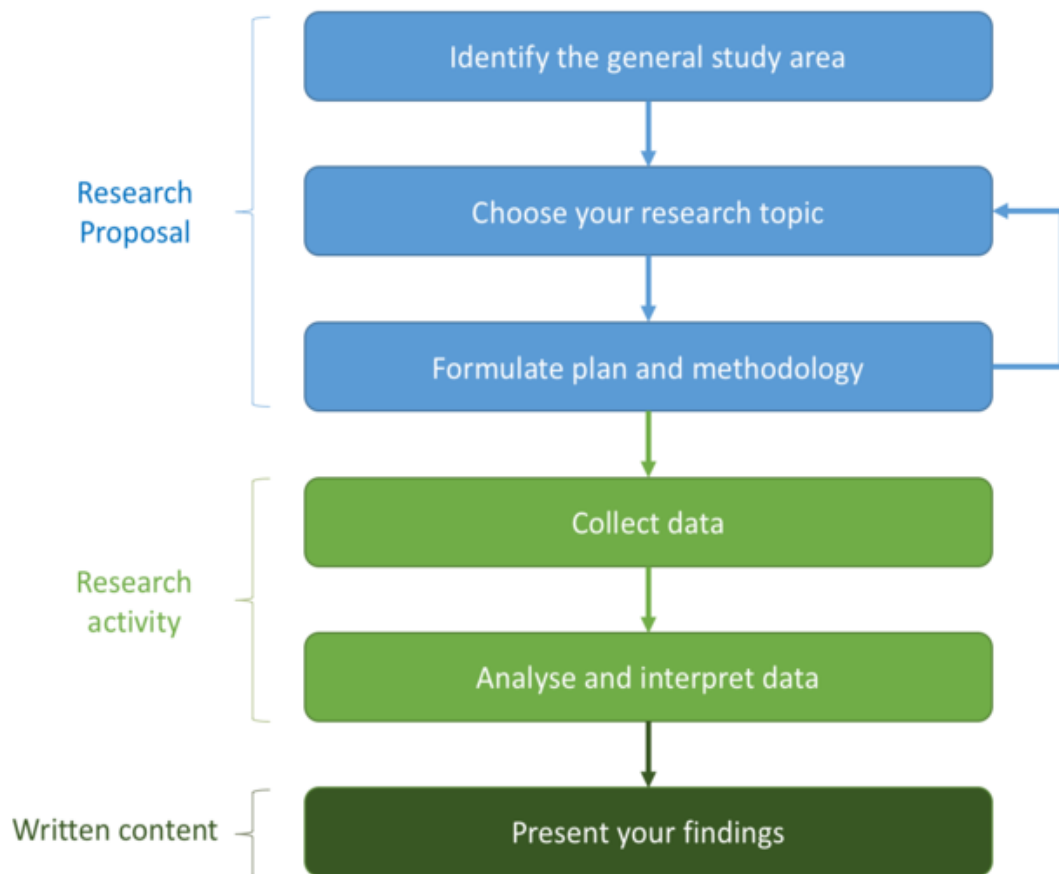 Identify the general study area
Choose your research topic
Research
Proposal
Formulate plan and methodology
Collect data
Research
activity
Analyse and interpret data
Written content
Present your findings